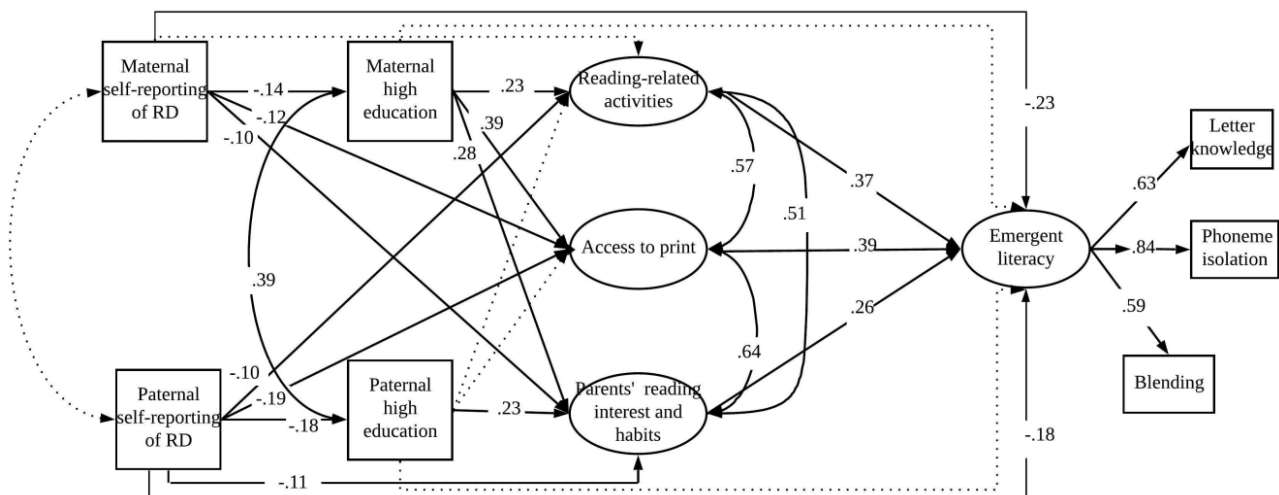 Maternal
self-reporting
of RD
Maternal
high
education
Reading-related
activities
-.14
.23
-.12
-.10
.39
.28
-.23
Letter
knowledge
.57
.37
.63
.51
Access to print
.39
Emergent
literacy
.84
Phoneme
isolation
.39
.26
.59
.64
Paternal
self-reporting
of RD
-.10
-.19
-.18
Paternal
high
education
.23
Parents' reading
interest and
habits
Blending
-.18
-.11